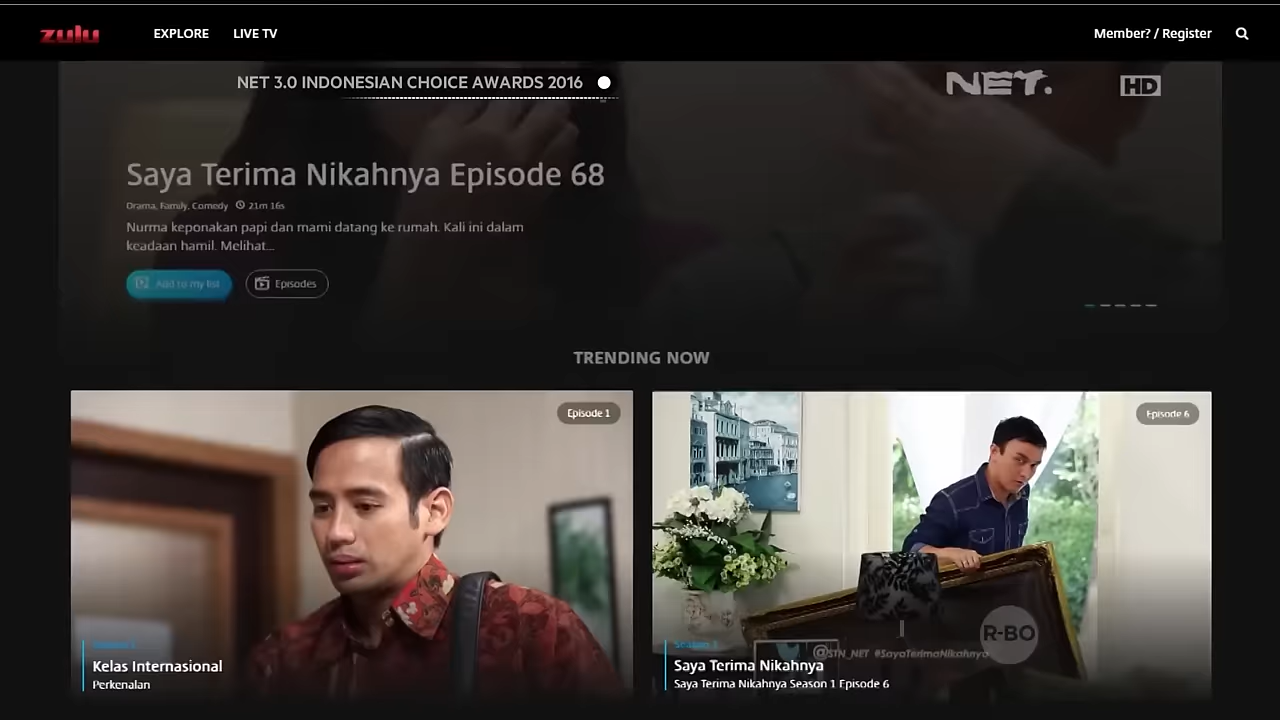 zulu
EXPLORE
LIVE TV
Member? / Register
NET 3.0 INDONESIAN CHOICE AWARDS 2016
NET.
HD
Saya Terima Nikahnya Episode 68
Drama, Family, Comedy 21m 16s
Nurma keponakan papi dan mami datang ke rumah. Kali ini dalam
keadaan hamil. Melihat...
Add to my list
Episodes
TRENDING NOW
Episode 1
Kelas Internasional
Perkenalan
Episode 6
R-BO
@STN_NET #SayaTerimaNikahnya
Saya Terima Nikahnya
Saya Terima Nikahnya Season 1 Episode 6